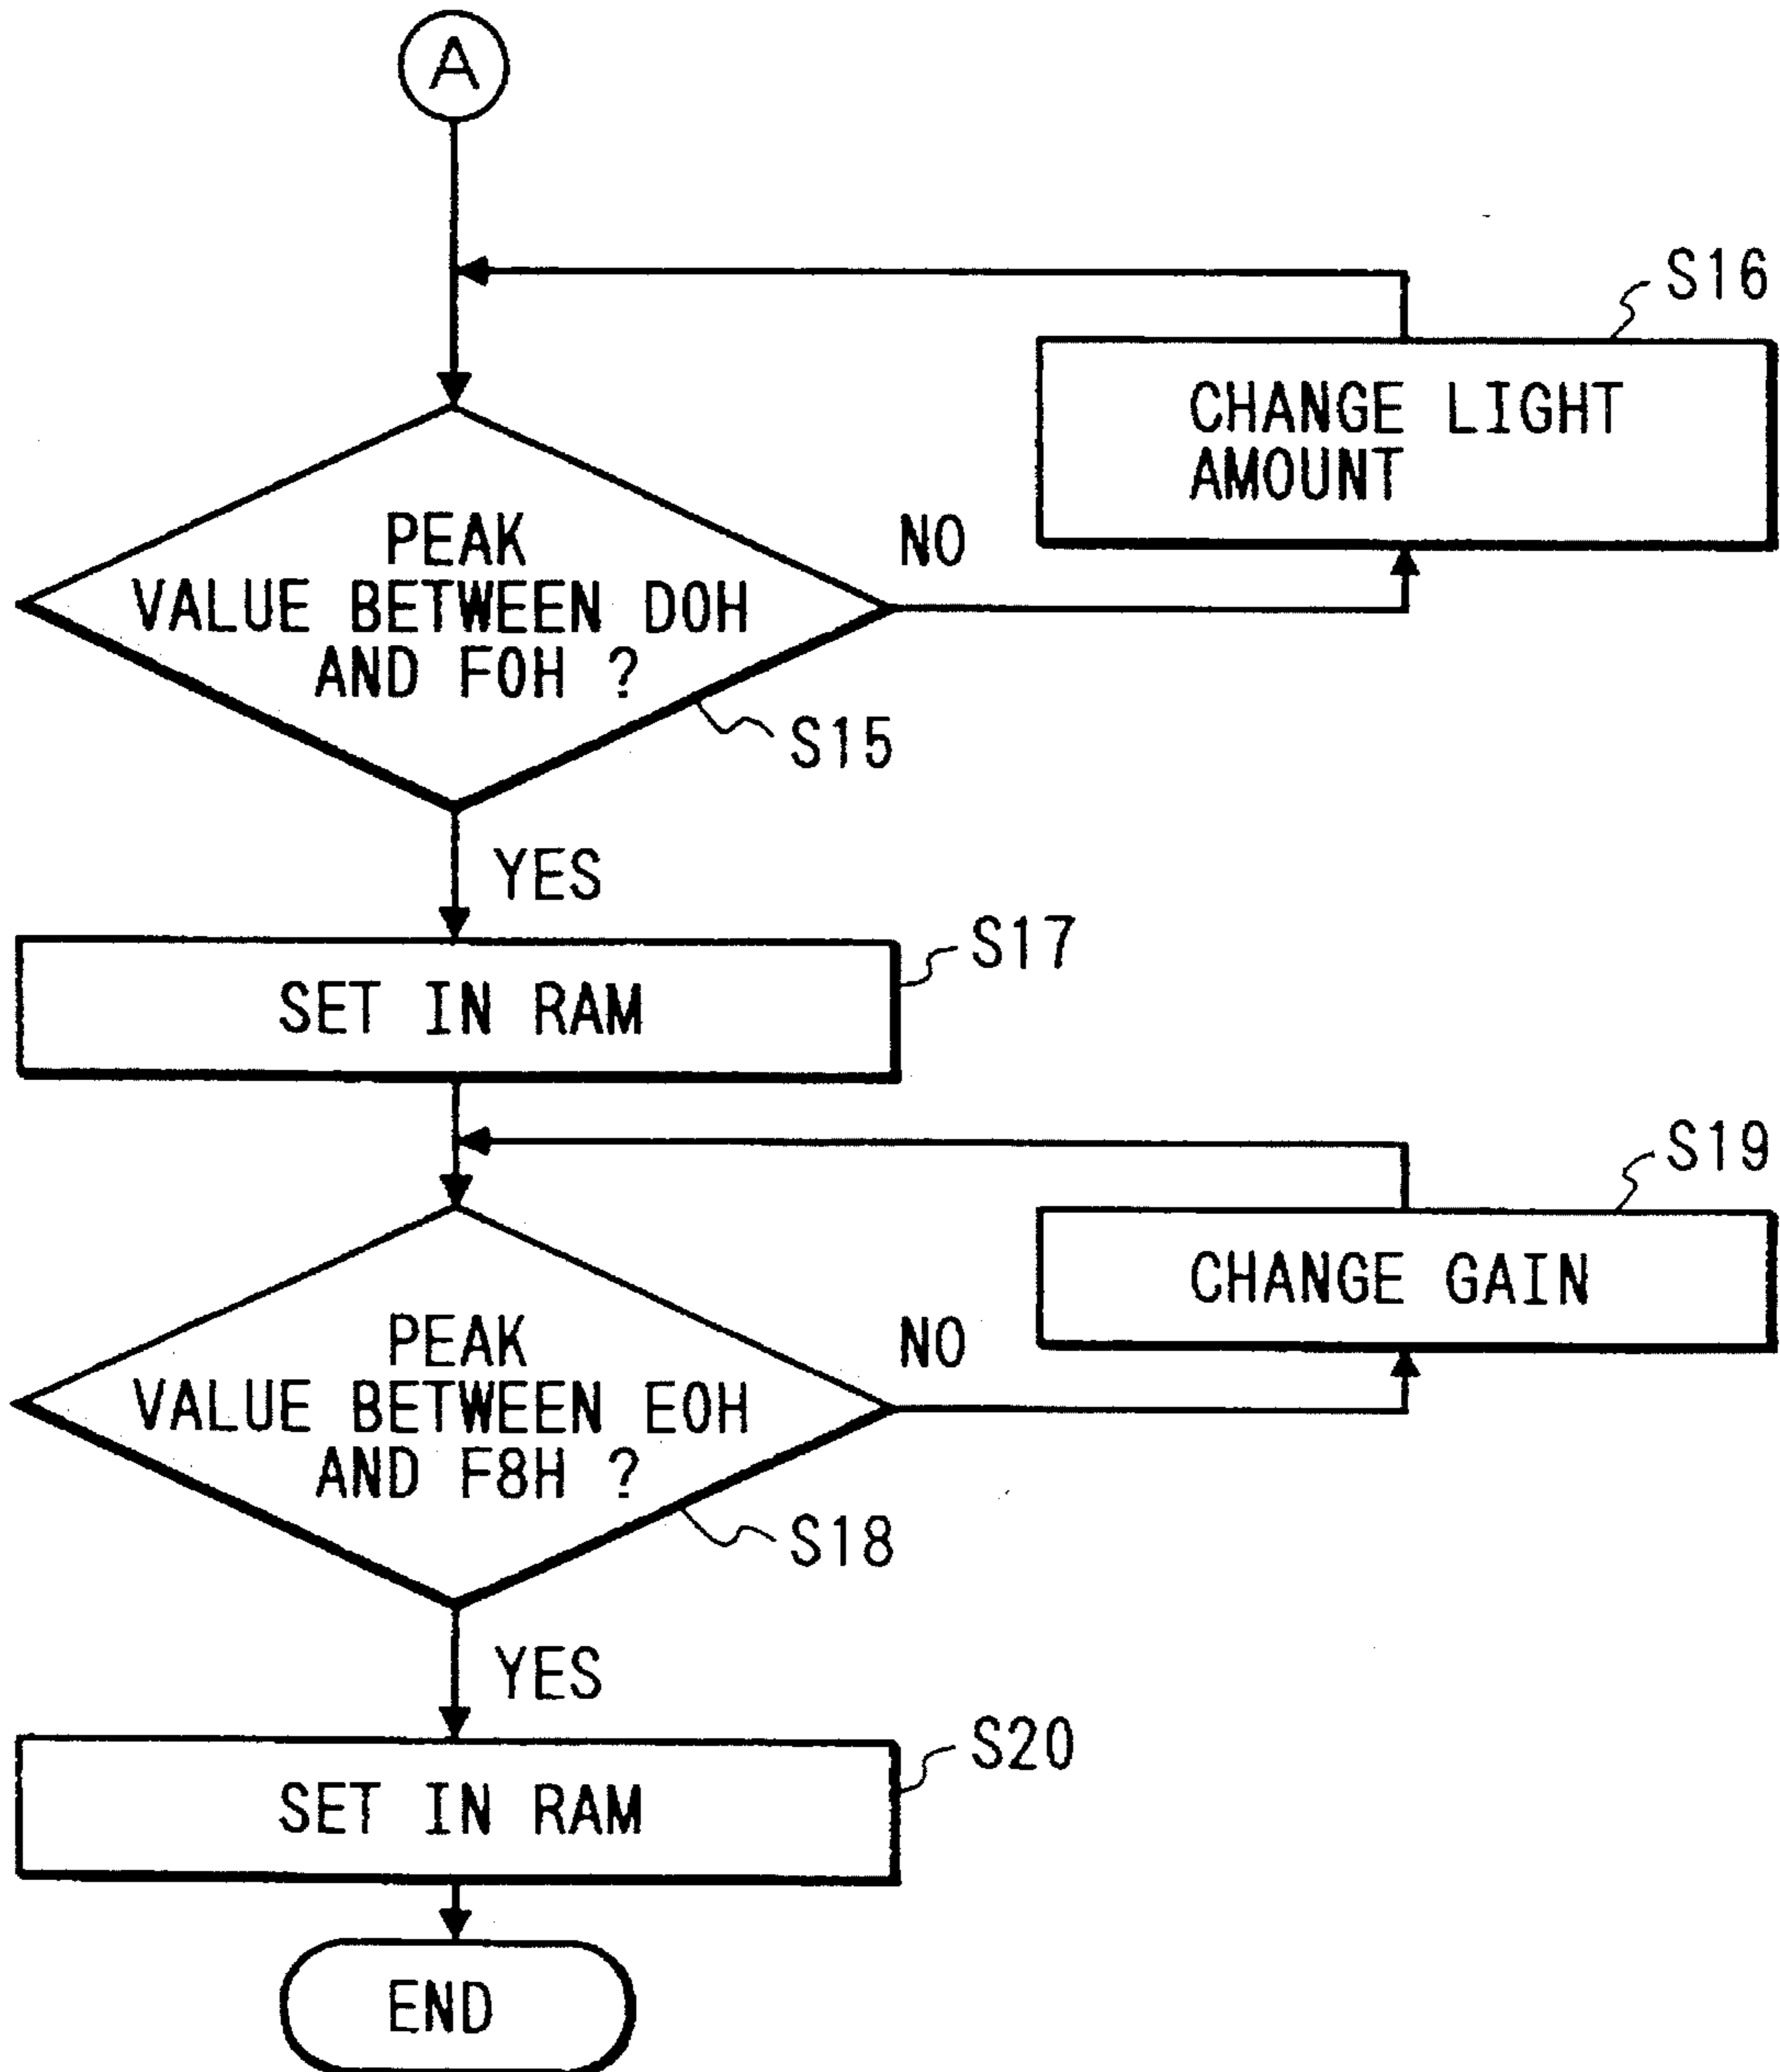 A
S16
CHANGE LIGHT
AMOUNT
PEAK
VALUE BETWEEN D0H
AND F0H ?
NO
S15
YES
S17
SET IN RAM
S19
CHANGE GAIN
PEAK
VALUE BETWEEN E0H
AND F8H ?
NO
S18
YES
S20
SET IN RAM
END